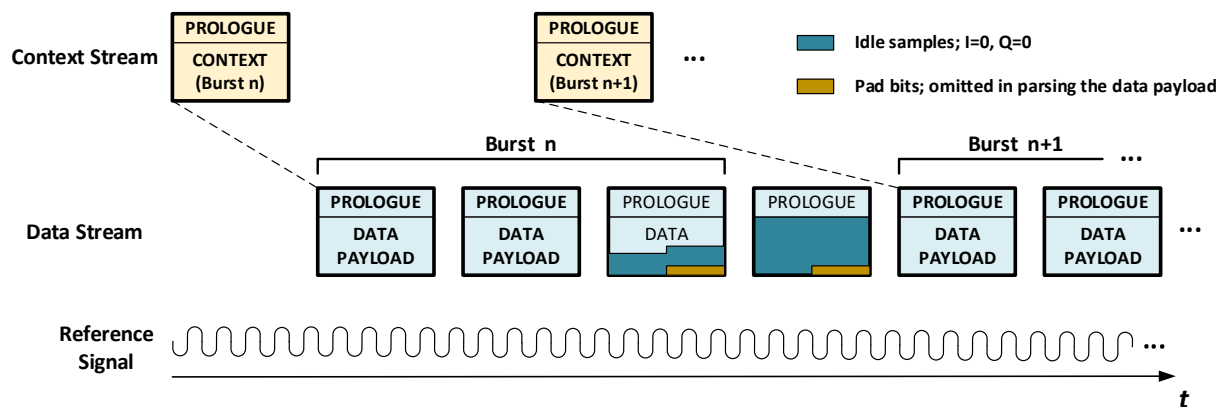 PROLOGUE
CONTEXT
(Burst n)
PROLOGUE
CONTEXT
(Burst n+1)
...
Context Stream
Idle samples; I=0, Q=0
Pad bits; omitted in parsing the data payload
Burst n
Burst n+1
...
Data Stream
PROLOGUE
DATA
PAYLOAD
PROLOGUE
DATA
PAYLOAD
PROLOGUE
DATA
PROLOGUE
PROLOGUE
DATA
PAYLOAD
PROLOGUE
DATA
PAYLOAD
...
Reference
Signal
...
t